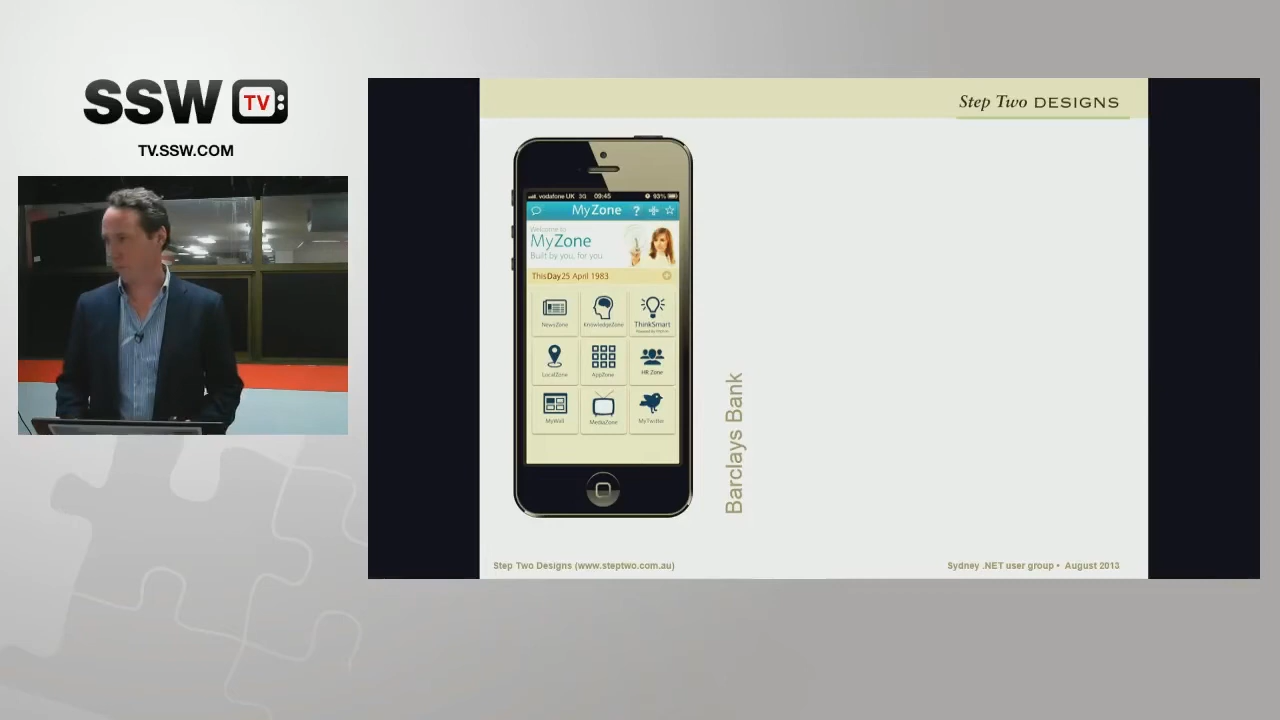 SSW TV
TV.SSW.COM
Step Two DESIGNS
vodafone UK 3G 09:45 93%
MyZone ?
Welcome to
MyZone
Built by you, for you.
ThisDay 25 April 1983
NewsZone KnowledgeZone ThinkSmart
LocalZone AppZone HR Zone
MyWall MediaZone MyTwitter
Barclays Bank
Step Two Designs (www.steptwo.com.au)
Sydney .NET user group • August 2013